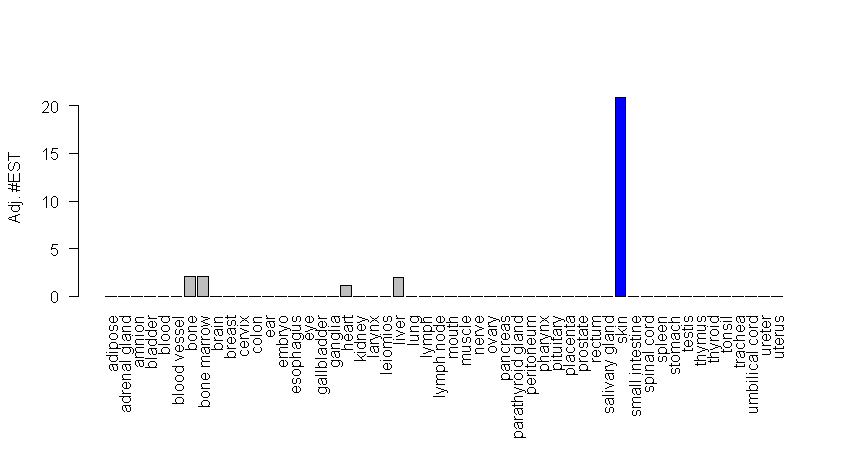 Adj. #EST
20
15
10
5
0
adipose
adrenal gland
amnion
bladder
blood
blood vessel
bone
bone marrow
brain
breast
cervix
colon
ear
embryo
esophagus
eye
gallbladder
ganglia
heart
kidney
larynx
leiomios
liver
lung
lymph
lymph node
mouth
muscle
nerve
ovary
pancreas
parathyroid gland
peritoneum
pharynx
pituitary
placenta
prostate
rectum
salivary gland
skin
small intestine
spinal cord
spleen
stomach
testis
thymus
thyroid
tonsil
trachea
umbilical cord
ureter
uterus